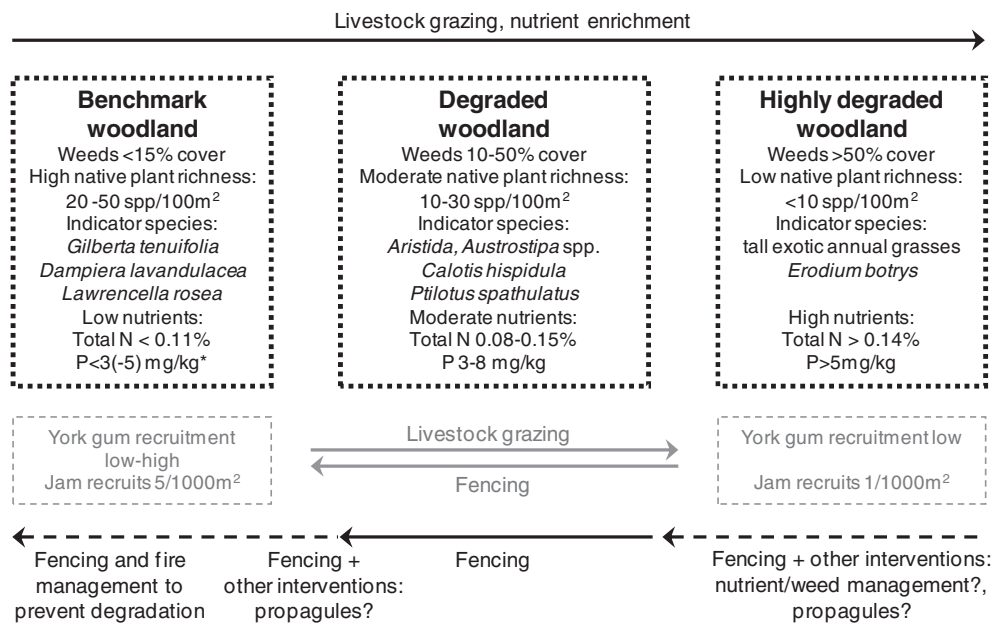 Livestock grazing, nutrient enrichment
Benchmark
woodland
Weeds <15% cover
High native plant richness:
20 -50 spp/100m²
Indicator species:
Gilberta tenuifolia
Dampiera lavandulacea
Lawrencella rosea
Low nutrients:
Total N < 0.11%
P<3(-5) mg/kg*
Degraded
woodland
Weeds 10-50% cover
Moderate native plant richness:
10-30 spp/100m²
Indicator species:
Aristida, Austrostipa spp.
Calotis hispidula
Ptilotus spathulatus
Moderate nutrients:
Total N 0.08-0.15%
P 3-8 mg/kg
Highly degraded
woodland
Weeds >50% cover
Low native plant richness:
<10 spp/100m²
Indicator species:
tall exotic annual grasses
Erodium botrys
High nutrients:
Total N > 0.14%
P>5mg/kg
York gum recruitment
low-high
Jam recruits 5/1000m²
Livestock grazing
Fencing
York gum recruitment low
Jam recruits 1/1000m²
Fencing and fire
management to
prevent degradation
Fencing +
other interventions:
propagules?
Fencing
Fencing + other interventions:
nutrient/weed management?,
propagules?